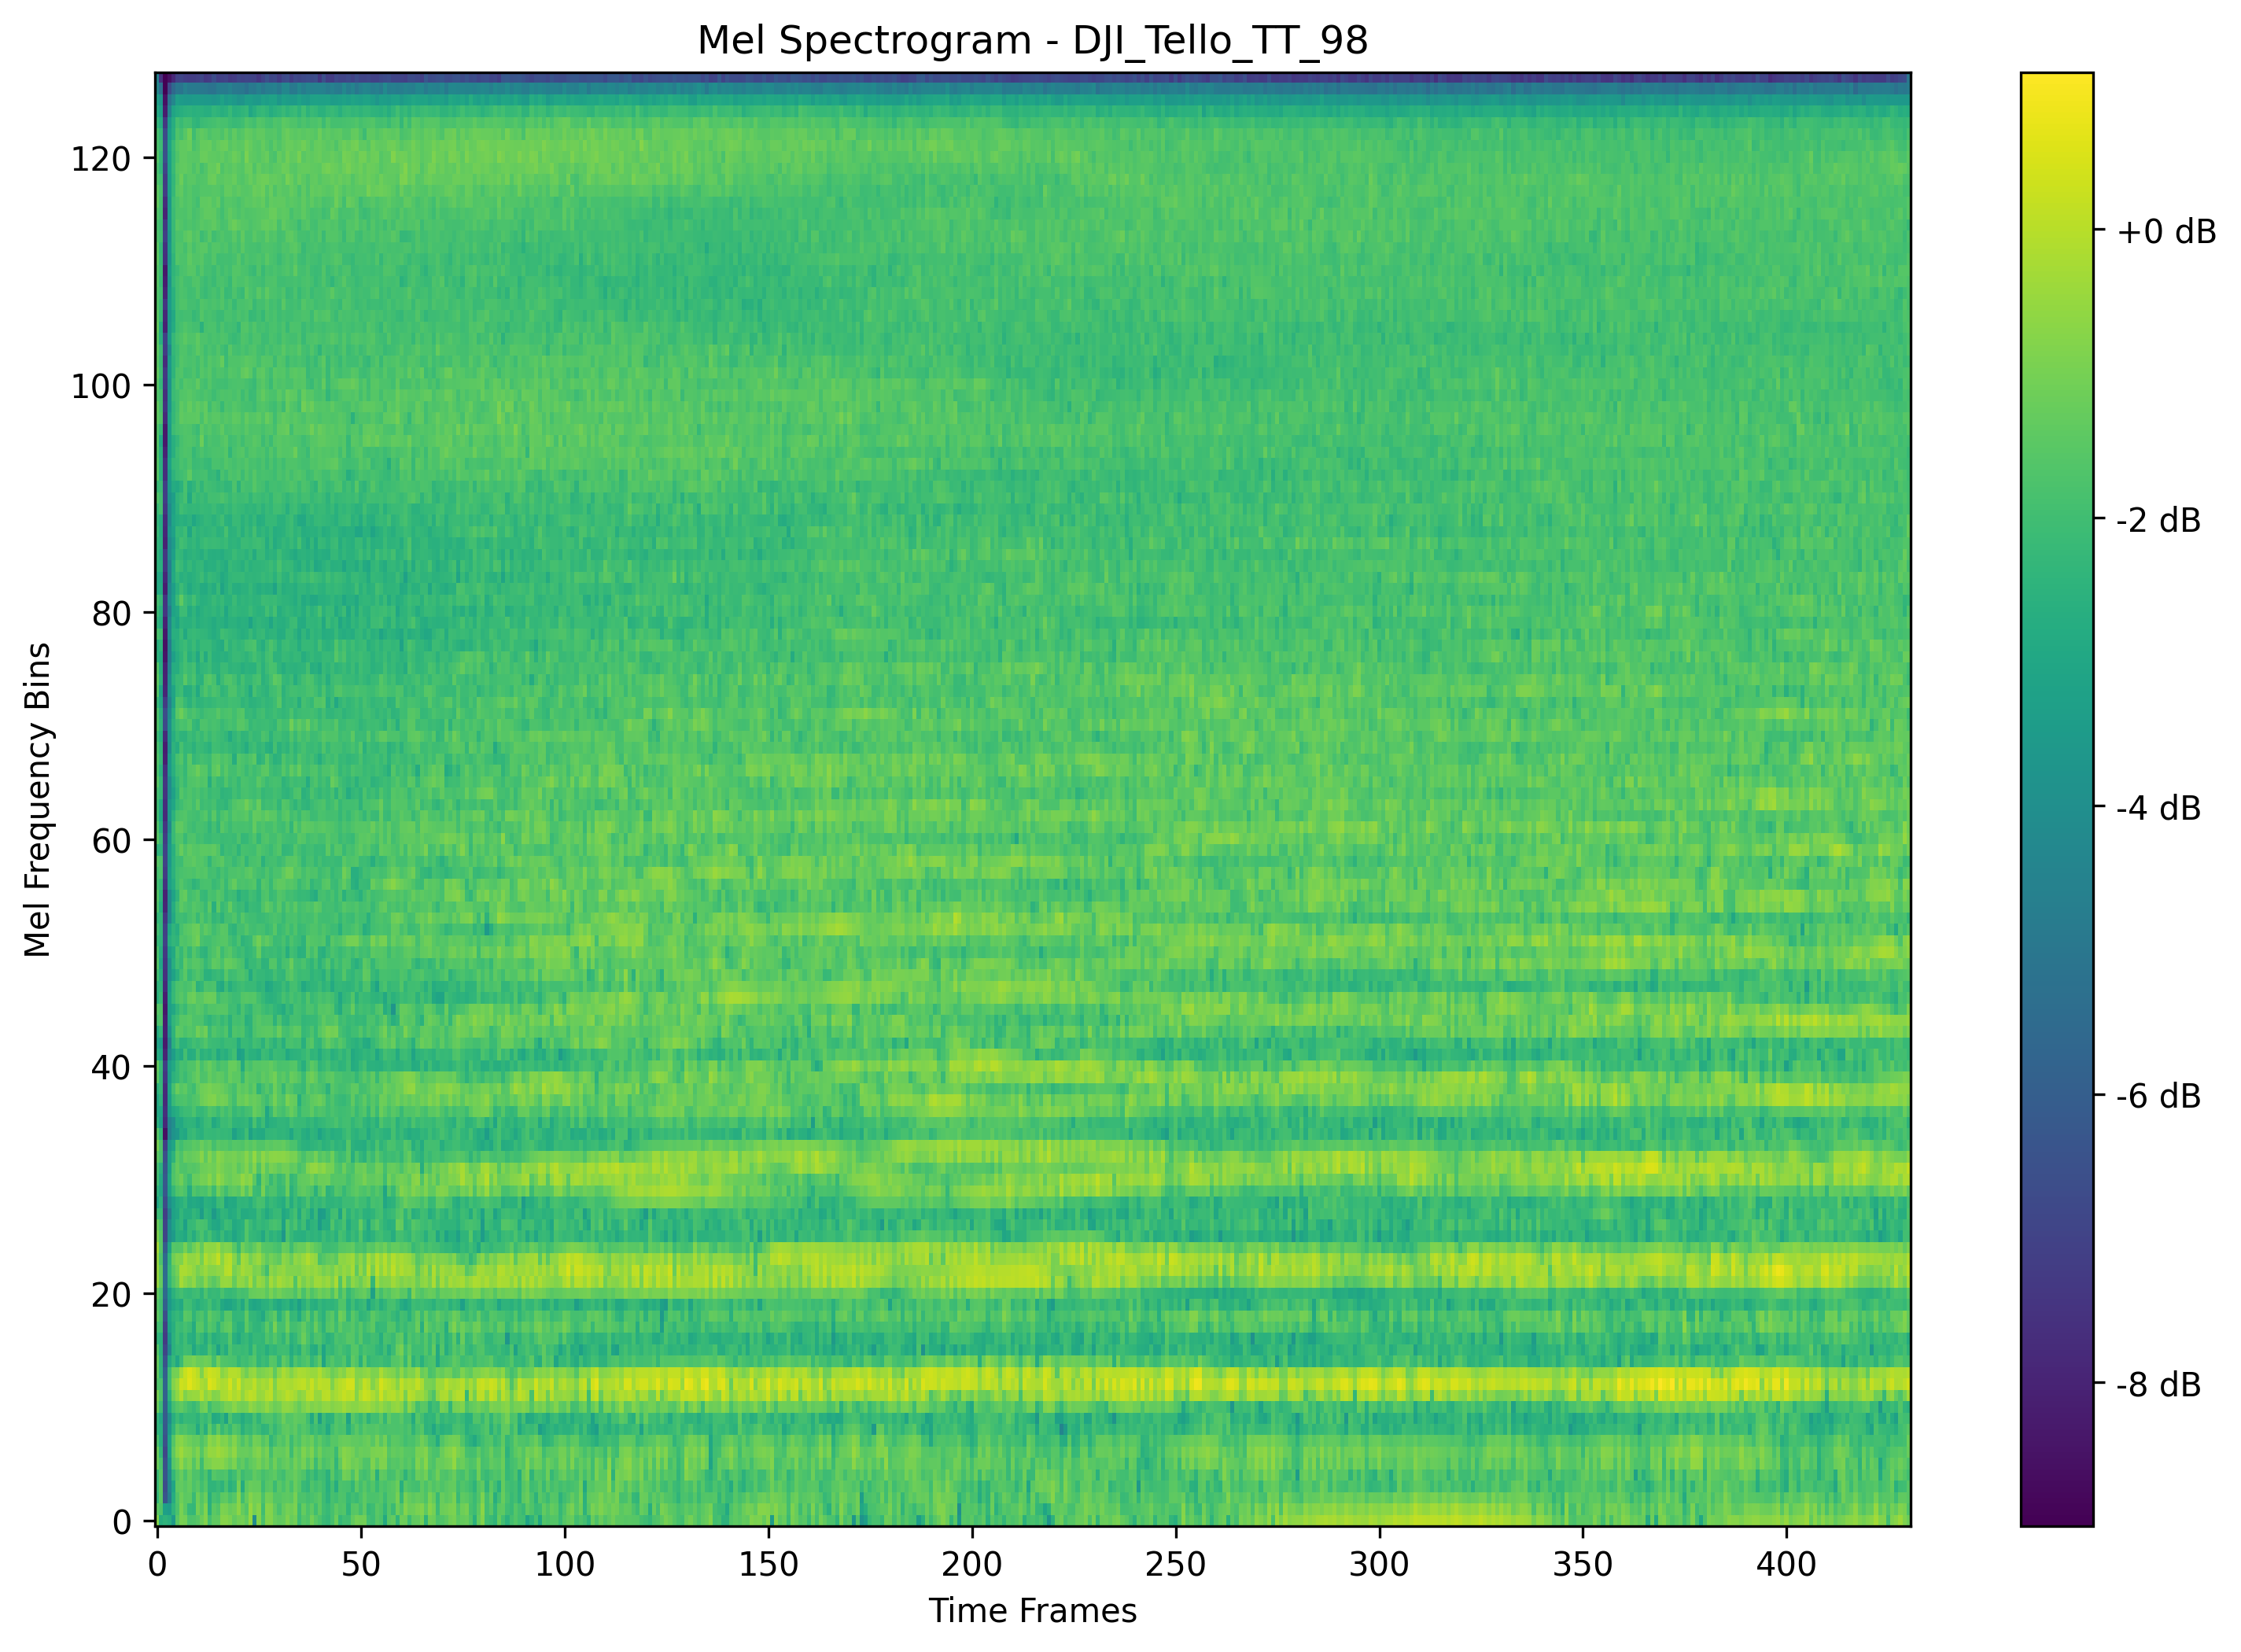 Mel Spectrogram - DJI_Tello_TT_98
Mel Frequency Bins
120
100
80
60
40
20
0
0 50 100 150 200 250 300 350 400
Time Frames
+0 dB
-2 dB
-4 dB
-6 dB
-8 dB